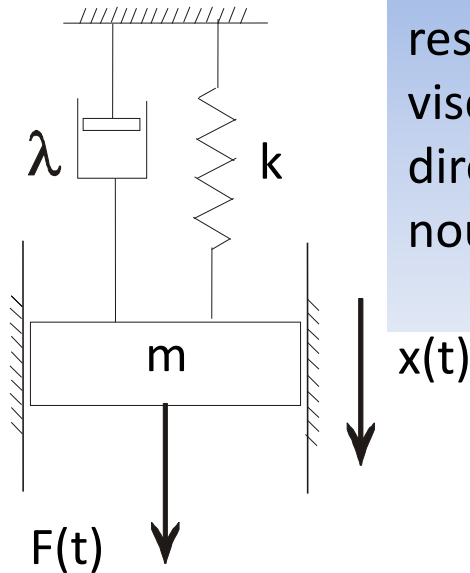 res
visc
dire
nou
λ
k
m
x(t)
F(t)